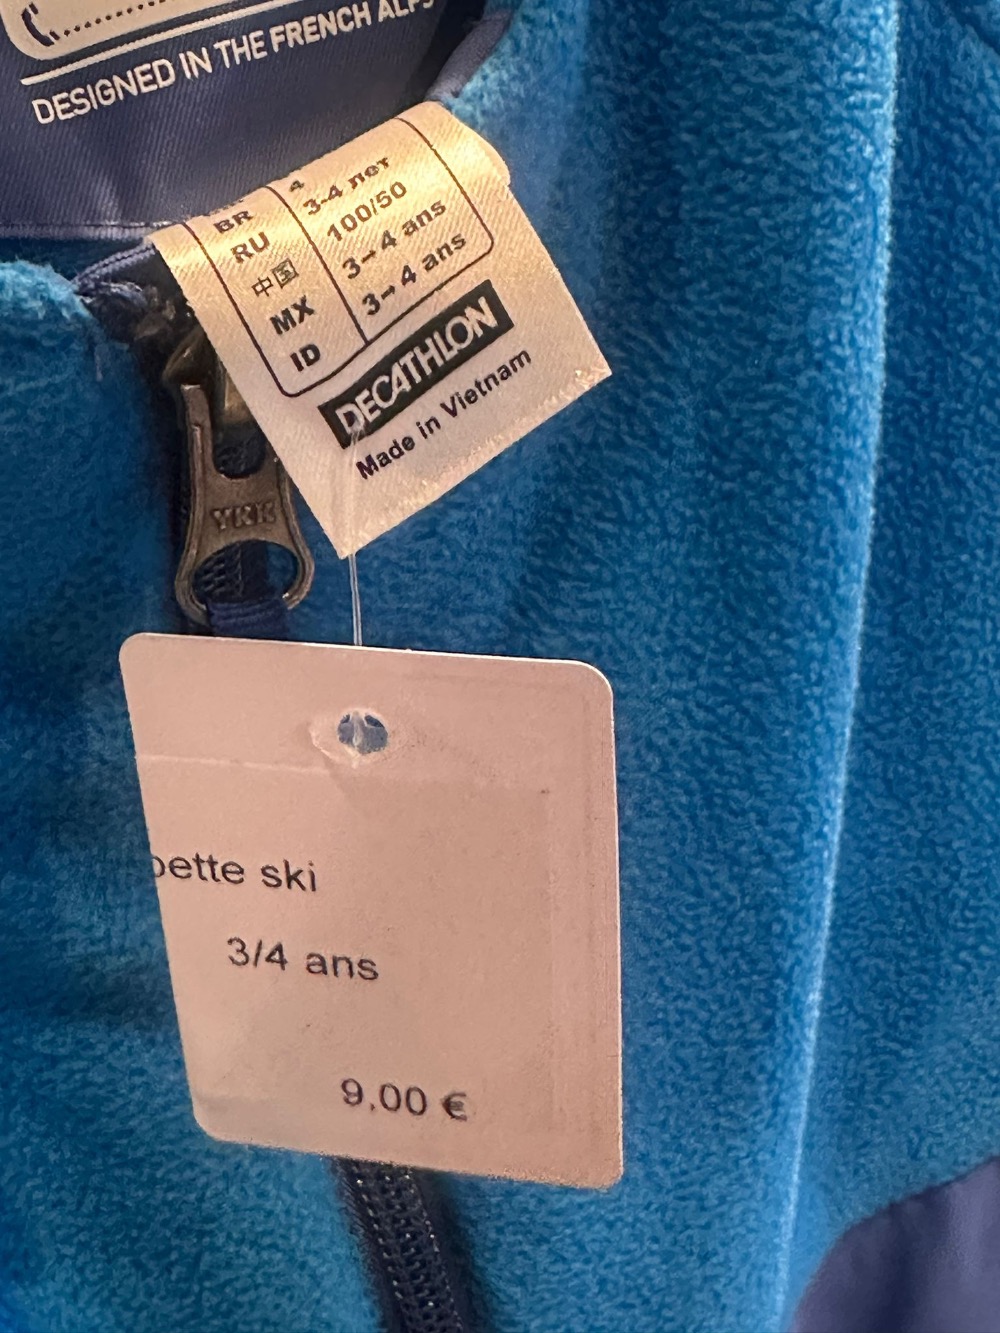 DESIGNED IN THE FRENCH ALPS
BR 4
RU 3-4 лет
中国 100/50
MX 3-4 ans
ID 3-4 ans
DECATHLON
Made in Vietnam
YKK
pette ski
3/4 ans
9,00 €